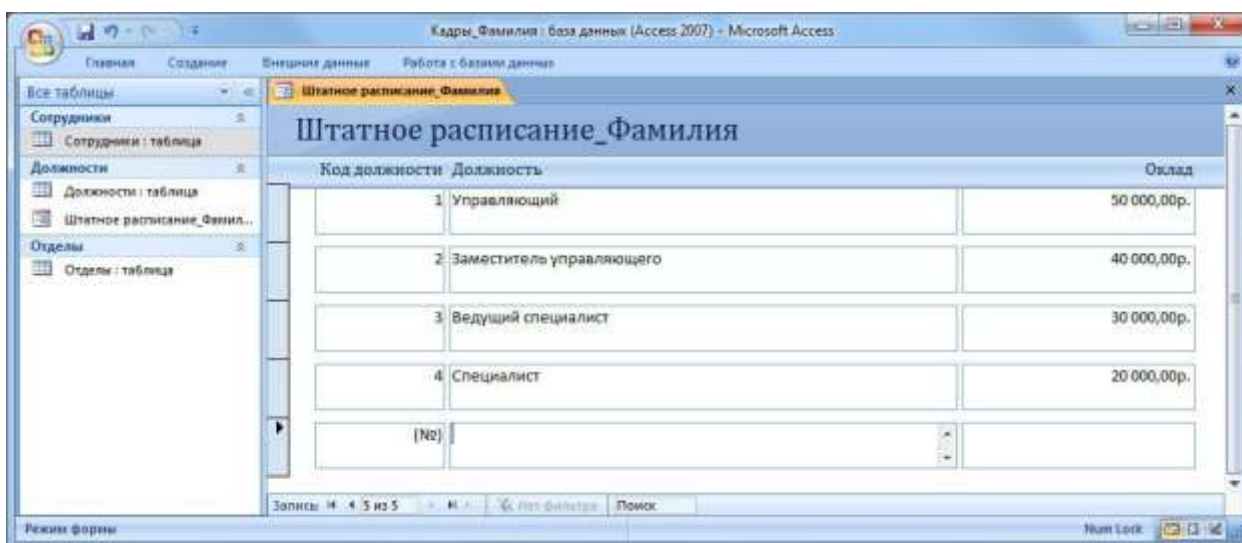 Кадры_Фамилия : база данных (Access 2007) - Microsoft Access
Главная Создание Внешние данные Работа с базами данных
Все таблицы
Штатное расписание_Фамилия
Сотрудники
Сотрудники : таблица
Должности
Должности : таблица
Штатное расписание_Фамил...
Отделы
Отделы : таблица
Штатное расписание_Фамилия
Код должности Должность Оклад
1 Управляющий 50 000,00р.
2 Заместитель управляющего 40 000,00р.
3 Ведущий специалист 30 000,00р.
4 Специалист 20 000,00р.
(№)
Записи: 5 из 5 Нет фильтра Поиск
Режим формы Num Lock